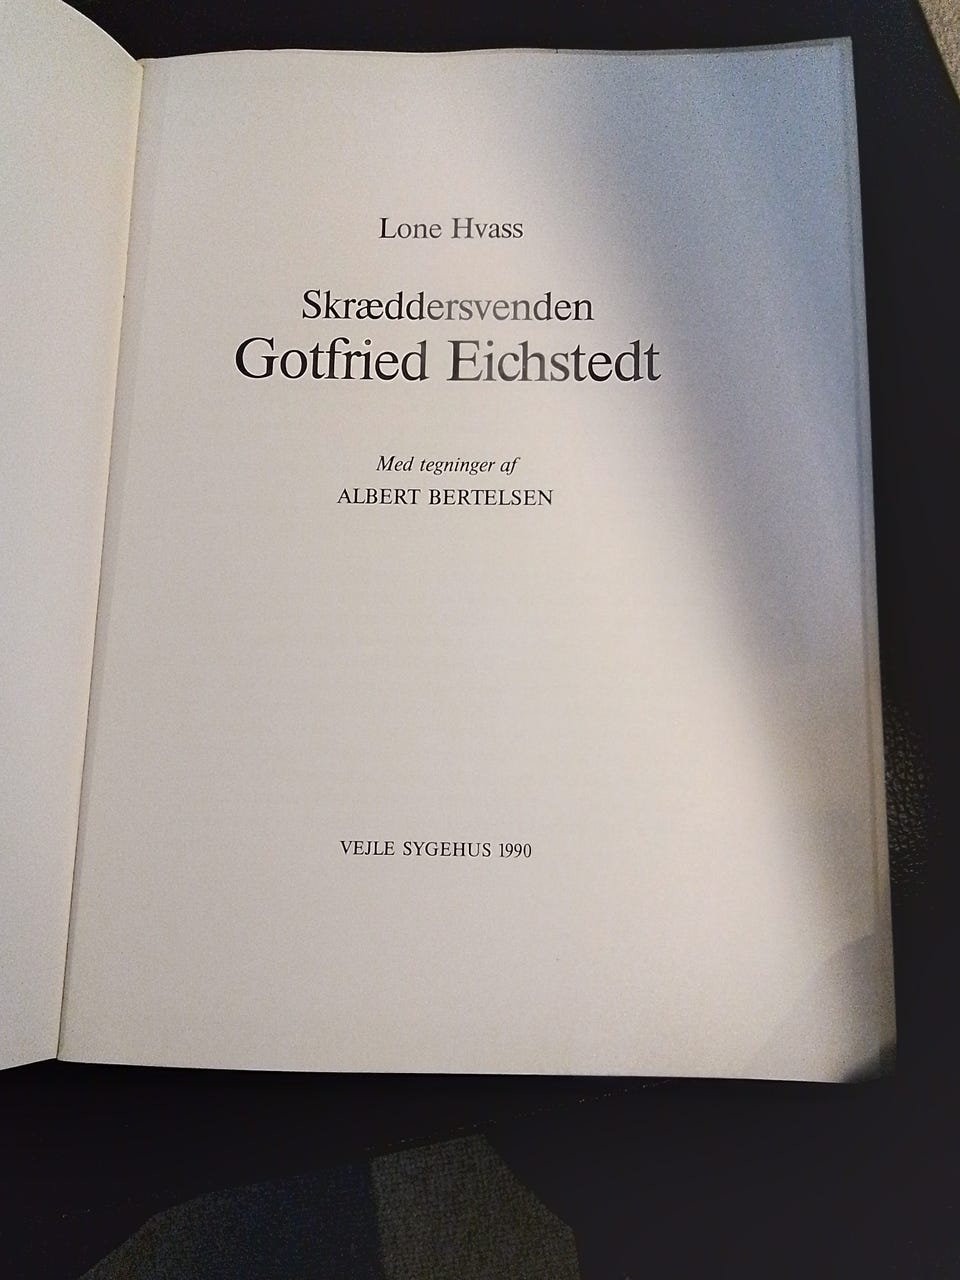 Lone Hvass
Skræddersvenden
Gotfried Eichstedt
Med tegninger af
ALBERT BERTELSEN
VEJLE SYGEHUS 1990